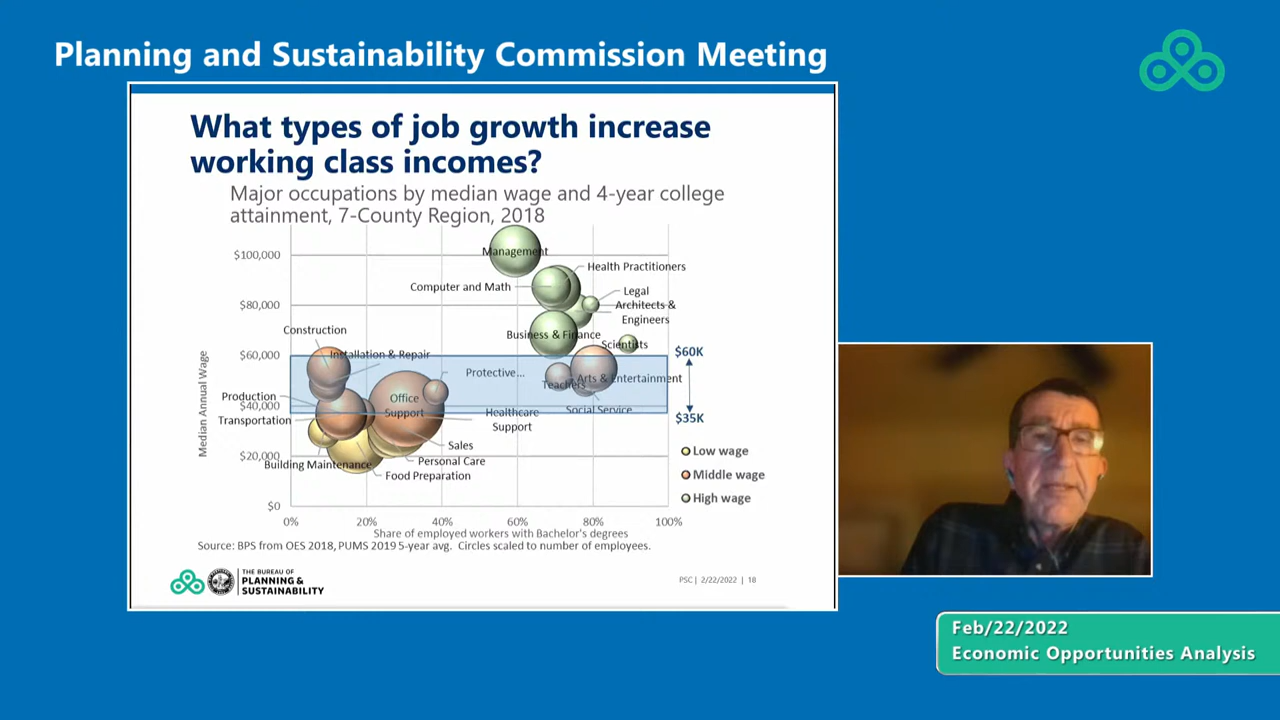 Planning and Sustainability Commission Meeting
What types of job growth increase
working class incomes?
Major occupations by median wage and 4-year college
attainment, 7-County Region, 2018
Median Annual Wage
$100,000
$80,000
$60,000
$40,000
$20,000
$0
Management
Health Practitioners
Computer and Math
Legal
Architects &
Engineers
Construction
Business & Finance
Scientists
Installation & Repair
$60K
Protective...
Arts & Entertainment
Teachers
Production
Office
Support
Social Service
Transportation
Healthcare
Support
$35K
Sales
Building Maintenance
Personal Care
Food Preparation
Low wage
Middle wage
High wage
0%
20%
40%
60%
80%
100%
Share of employed workers with Bachelor's degrees
Source: BPS from OES 2018, PUMS 2019 5-year avg. Circles scaled to number of employees.
THE BUREAU OF
PLANNING &
SUSTAINABILITY
PSC | 2/22/2022 | 18
Feb/22/2022
Economic Opportunities Analysis